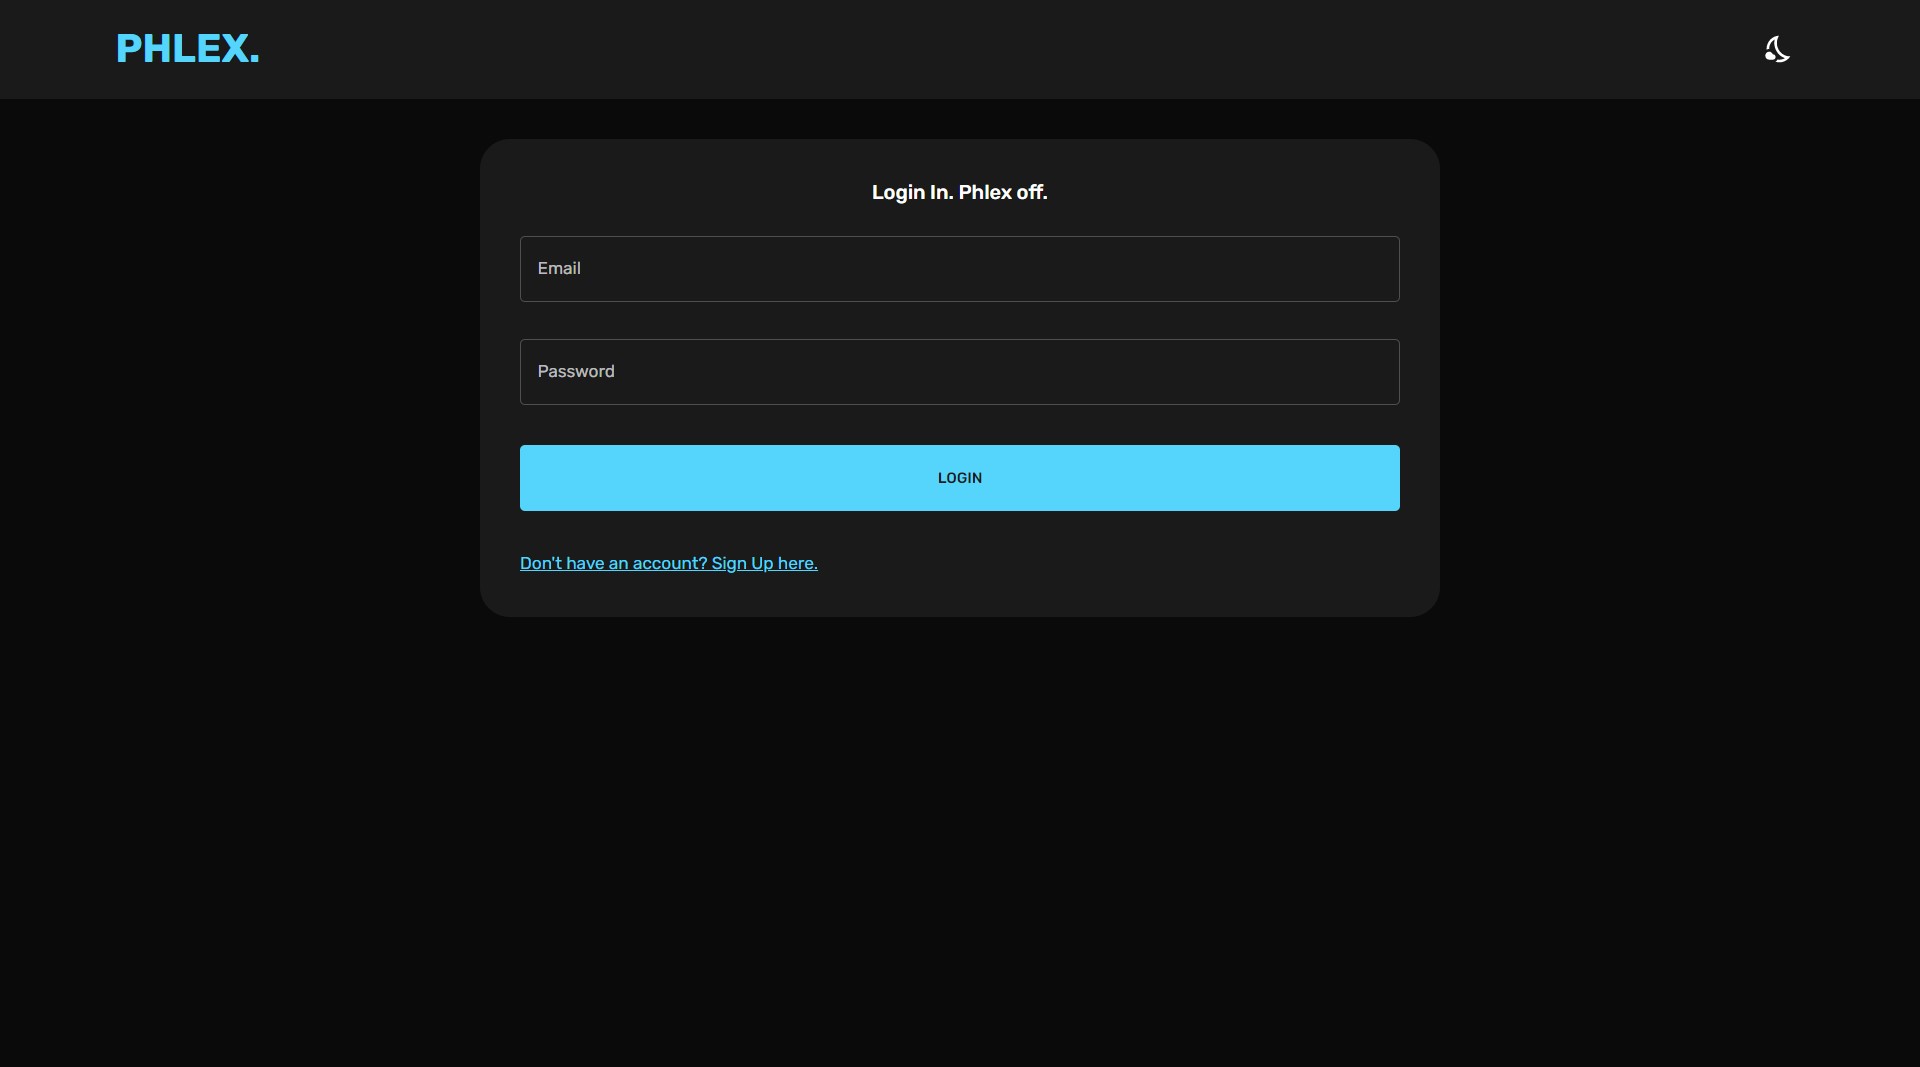 PHLEX.
Login In. Phlex off.
Email
Password
LOGIN
Don't have an account? Sign Up here.